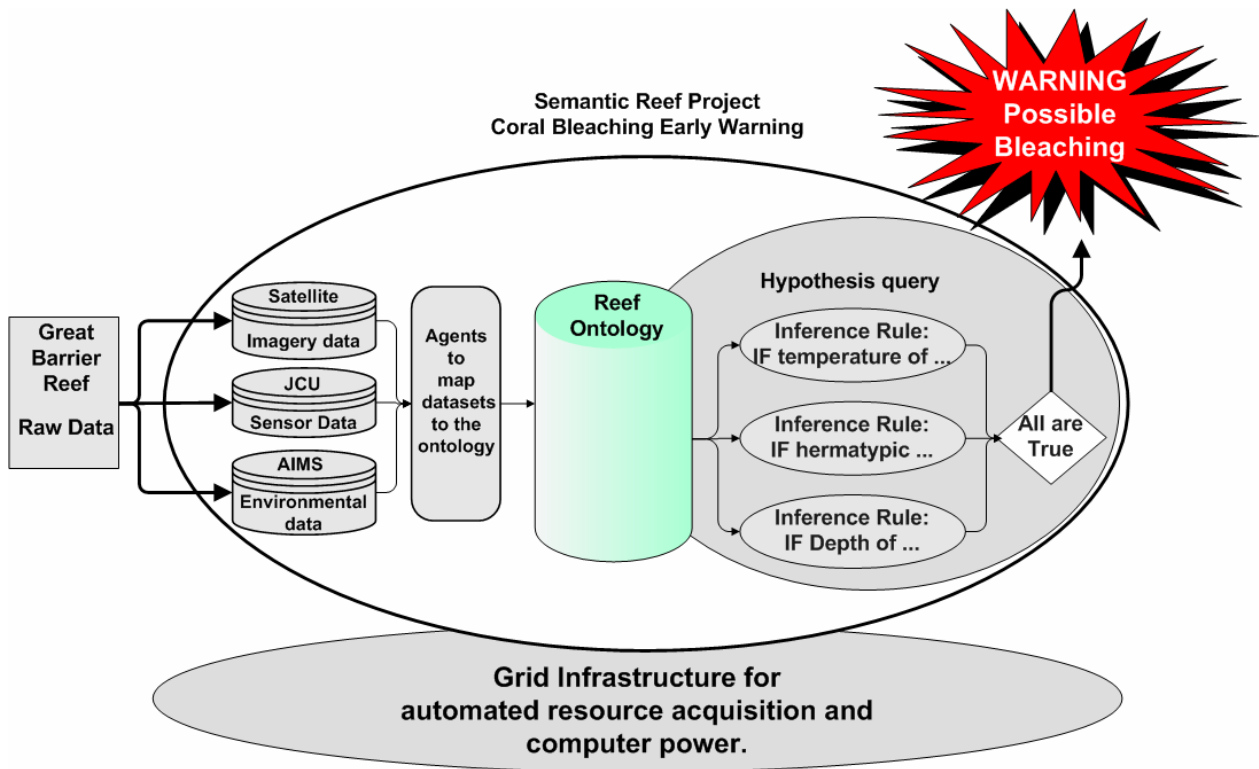 Semantic Reef Project
Coral Bleaching Early Warning
WARNING
Possible
Bleaching
Great
Barrier
Reef
Raw Data
Satellite
Imagery data
JCU
Sensor Data
AIMS
Environmental
data
Agents
to
map
datasets
to the
ontology
Reef
Ontology
Hypothesis query
Inference Rule:
IF temperature of ...
Inference Rule:
IF hermatypic ...
Inference Rule:
IF Depth of ...
All are
True
Grid Infrastructure for
automated resource acquisition and
computer power.